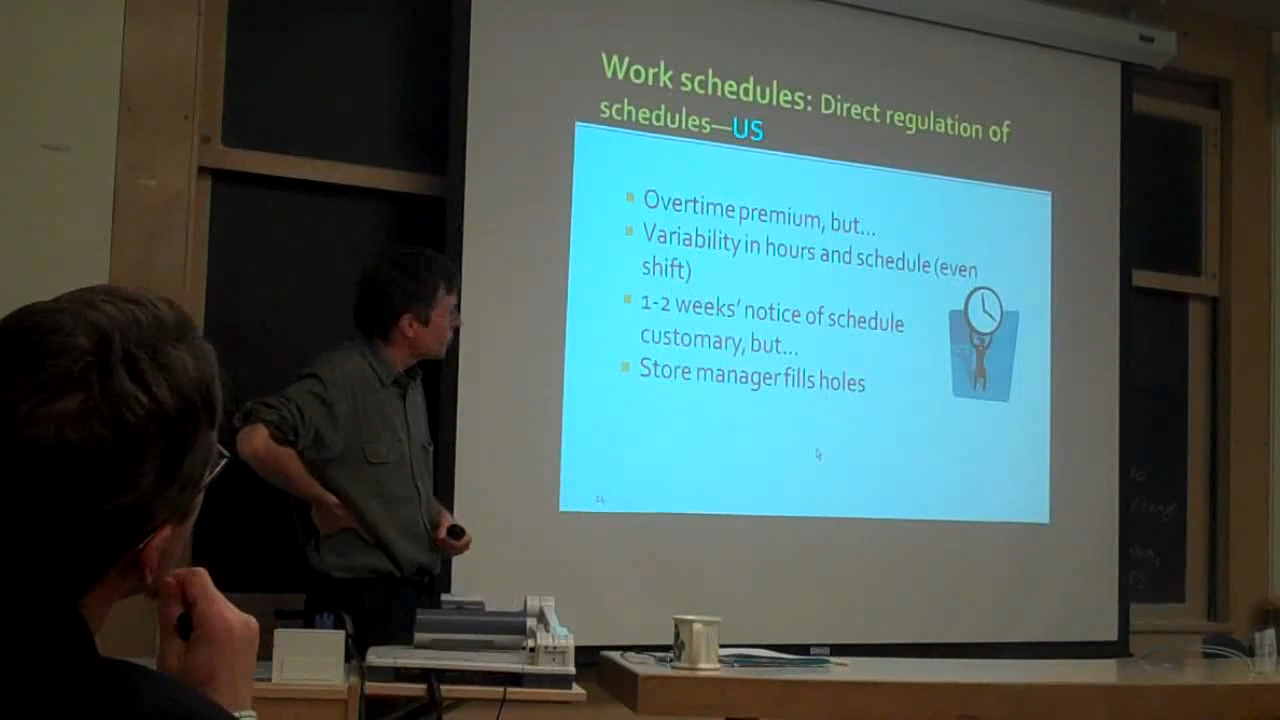 Work schedules: Direct regulation of
schedules—US
Overtime premium, but...
Variability in hours and schedule (even
shift)
1-2 weeks' notice of schedule
customary, but...
Store manager fills holes